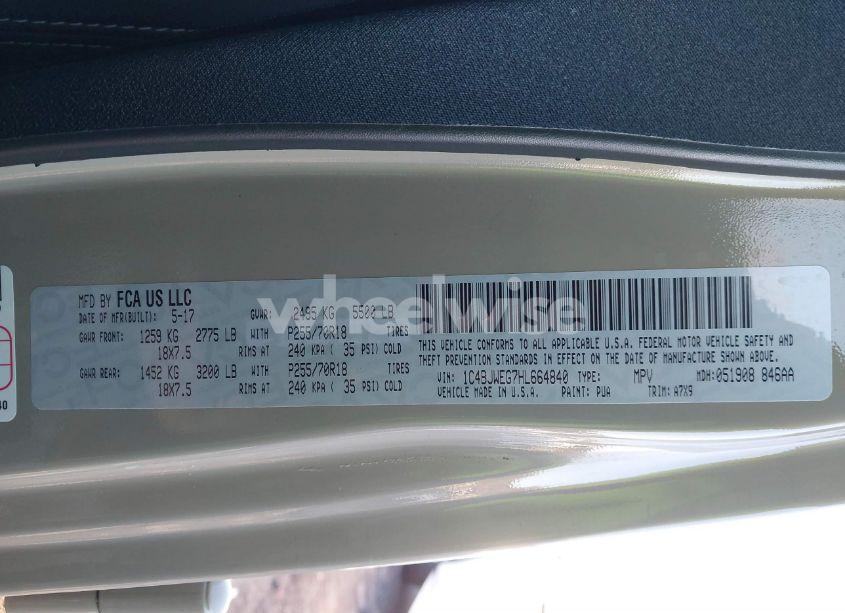 MFD BY FCA US LLC
DATE OF MFR(BUILT): 5-17 GVWR: 2495 KG 5500 LB
GAWR FRONT: 1259 KG 2775 LB WITH P255/70R18 TIRES
18X7.5 RIMS AT 240 KPA ( 35 PSI) COLD
GAWR REAR: 1452 KG 3200 LB WITH P255/70R18 TIRES
18X7.5 RIMS AT 240 KPA ( 35 PSI) COLD
THIS VEHICLE CONFORMS TO ALL APPLICABLE U.S.A. FEDERAL MOTOR VEHICLE SAFETY AND
THEFT PREVENTION STANDARDS IN EFFECT ON THE DATE OF MANUFACTURE SHOWN ABOVE.
VIN: 1C4BJWEG7HL664840 TYPE: MPV MDH:051908 846AA
VEHICLE MADE IN U.S.A. PAINT: PUA TRIM: A7X9
wheelwise
40